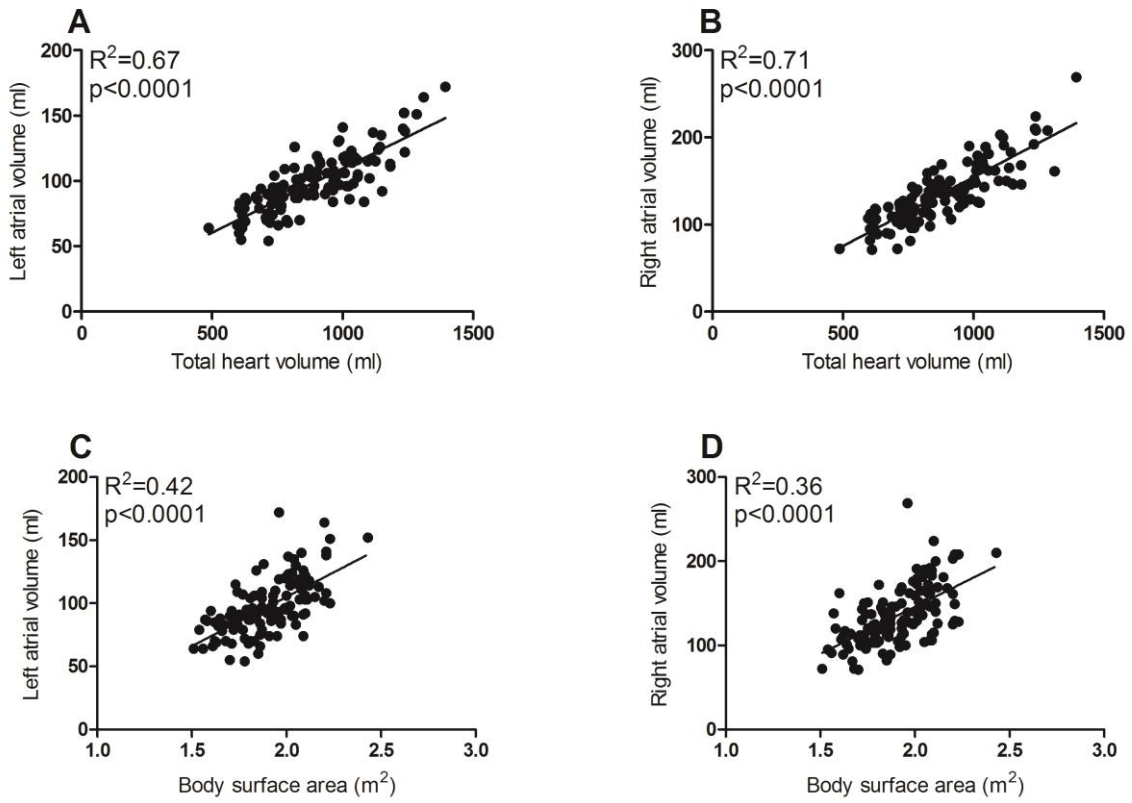 A
R²=0.67
p<0.0001
Left atrial volume (ml)
200
150
100
50
0
0 500 1000 1500
Total heart volume (ml)
B
R²=0.71
p<0.0001
Right atrial volume (ml)
300
200
100
0
0 500 1000 1500
Total heart volume (ml)
C
R²=0.42
p<0.0001
Left atrial volume (ml)
200
150
100
50
0
1.0 1.5 2.0 2.5 3.0
Body surface area (m²)
D
R²=0.36
p<0.0001
Right atrial volume (ml)
300
200
100
0
1.0 1.5 2.0 2.5 3.0
Body surface area (m²)